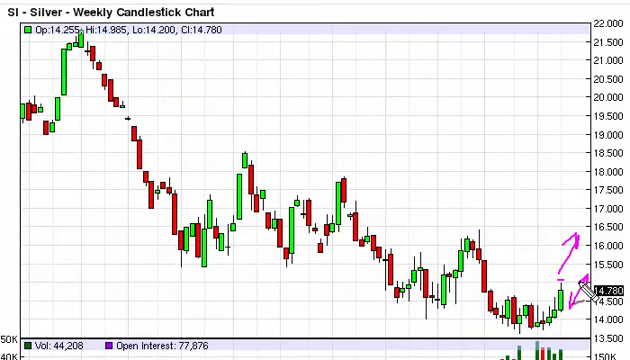 SI - Silver - Weekly Candlestick Chart
Op:14.255, Hi:14.985, Lo:14.200, Cl:14.780
22.000
21.500
21.000
20.500
20.000
19.500
19.000
18.500
18.000
17.500
17.000
16.500
16.000
15.500
14.780
14.500
14.000
13.500
50K
Vol: 44,208
Open Interest: 77,876
150K
40K